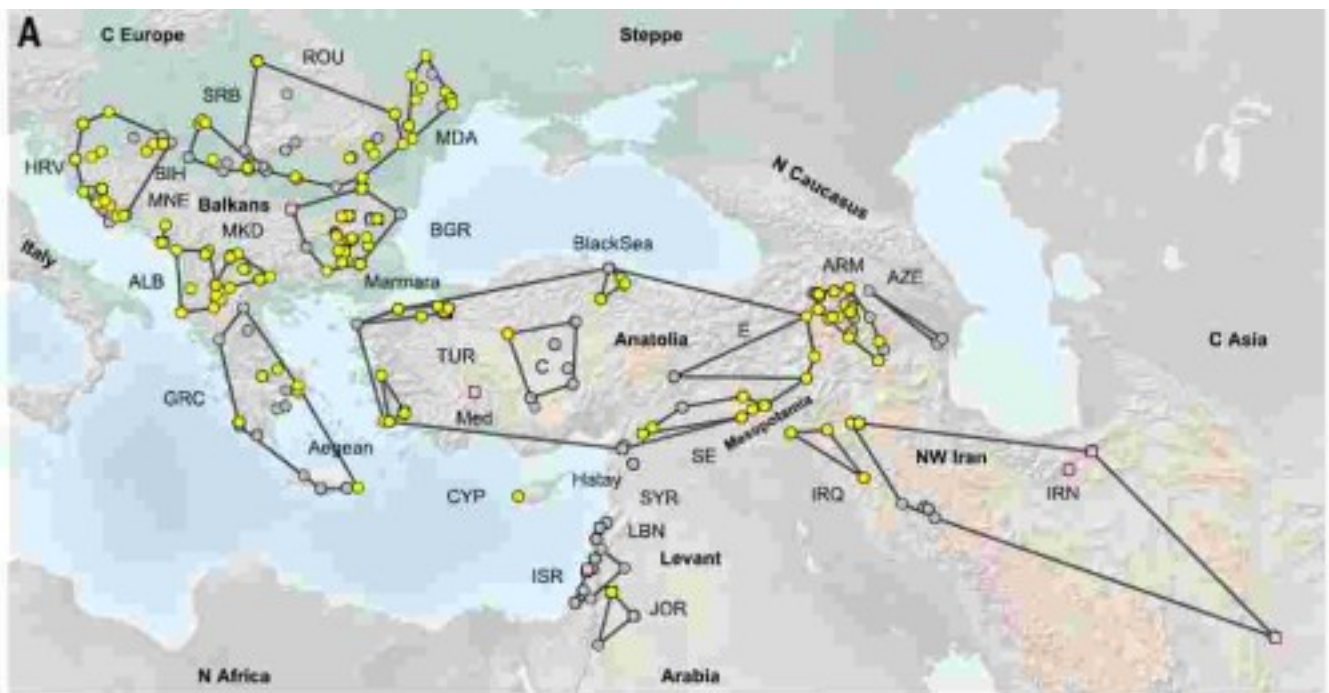 A
C Europe
Steppe
ROU
SRB
MDA
HRV
BIH
MNE
Balkans
N Caucasus
MKD
BGR
BlackSea
Italy
ALB
Marmara
ARM
AZE
E
Anatolia
TUR
C
C Asia
GRC
Med
Mesopotamia
Aegean
SE
NW Iran
Hatay
CYP
SYR
IRQ
IRN
LBN
Levant
ISR
JOR
N Africa
Arabia